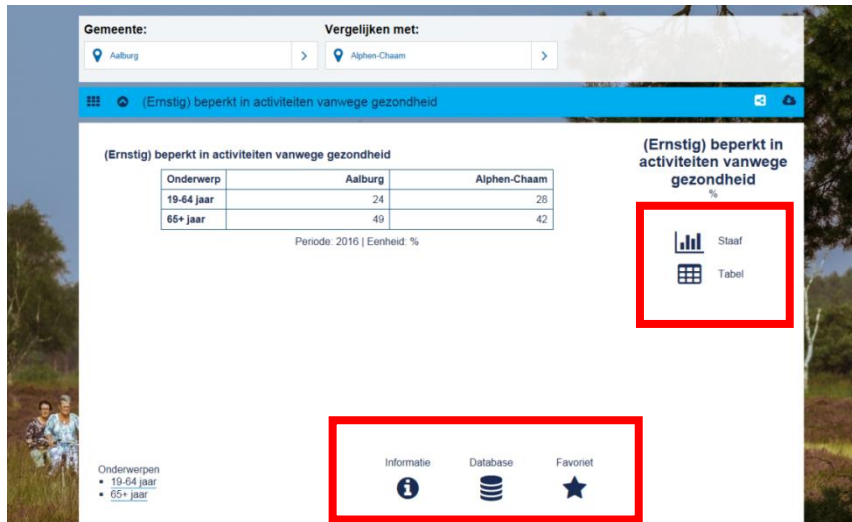 Gemeente: Vergelijken met:
Aalburg Alphen-Chaam
(Ernstig) beperkt in activiteiten vanwege gezondheid
(Ernstig) beperkt in activiteiten vanwege gezondheid
Onderwerp Aalburg Alphen-Chaam
19-64 jaar 24 28
65+ jaar 49 42
Periode: 2016 | Eenheid: %
(Ernstig) beperkt in
activiteiten vanwege
gezondheid
%
Staaf
Tabel
Informatie Database Favoriet
Onderwerpen
19-64 jaar
65+ jaar